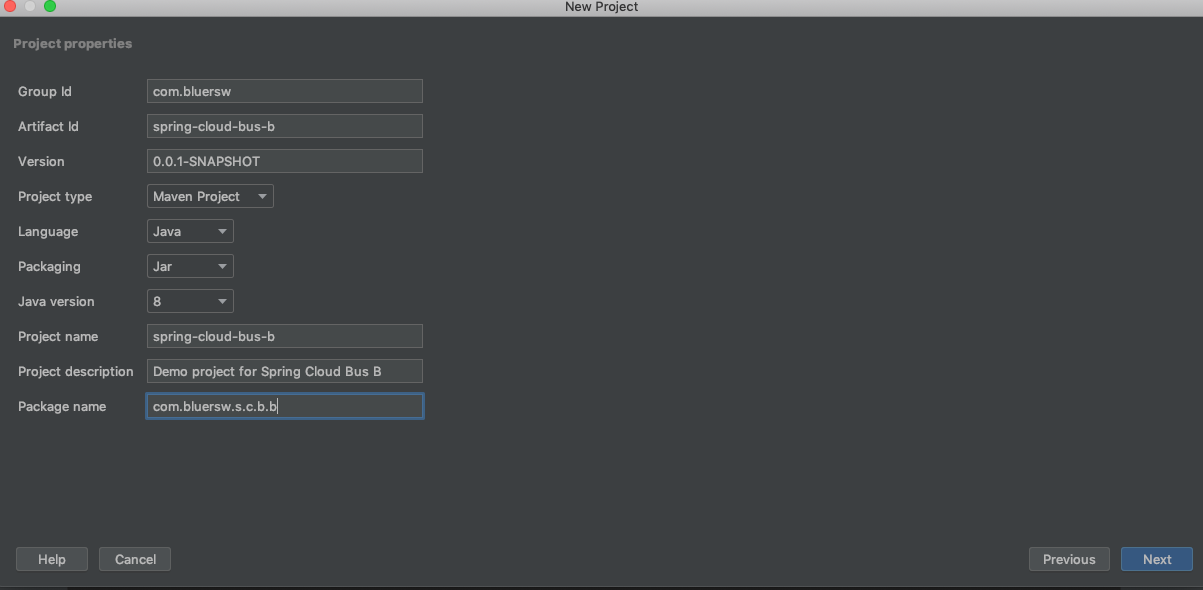 New Project
Project properties
Group Id com.bluersw
Artifact Id spring-cloud-bus-b
Version 0.0.1-SNAPSHOT
Project type Maven Project
Language Java
Packaging Jar
Java version 8
Project name spring-cloud-bus-b
Project description Demo project for Spring Cloud Bus B
Package name com.bluersw.s.c.b.b
Help Cancel Previous Next